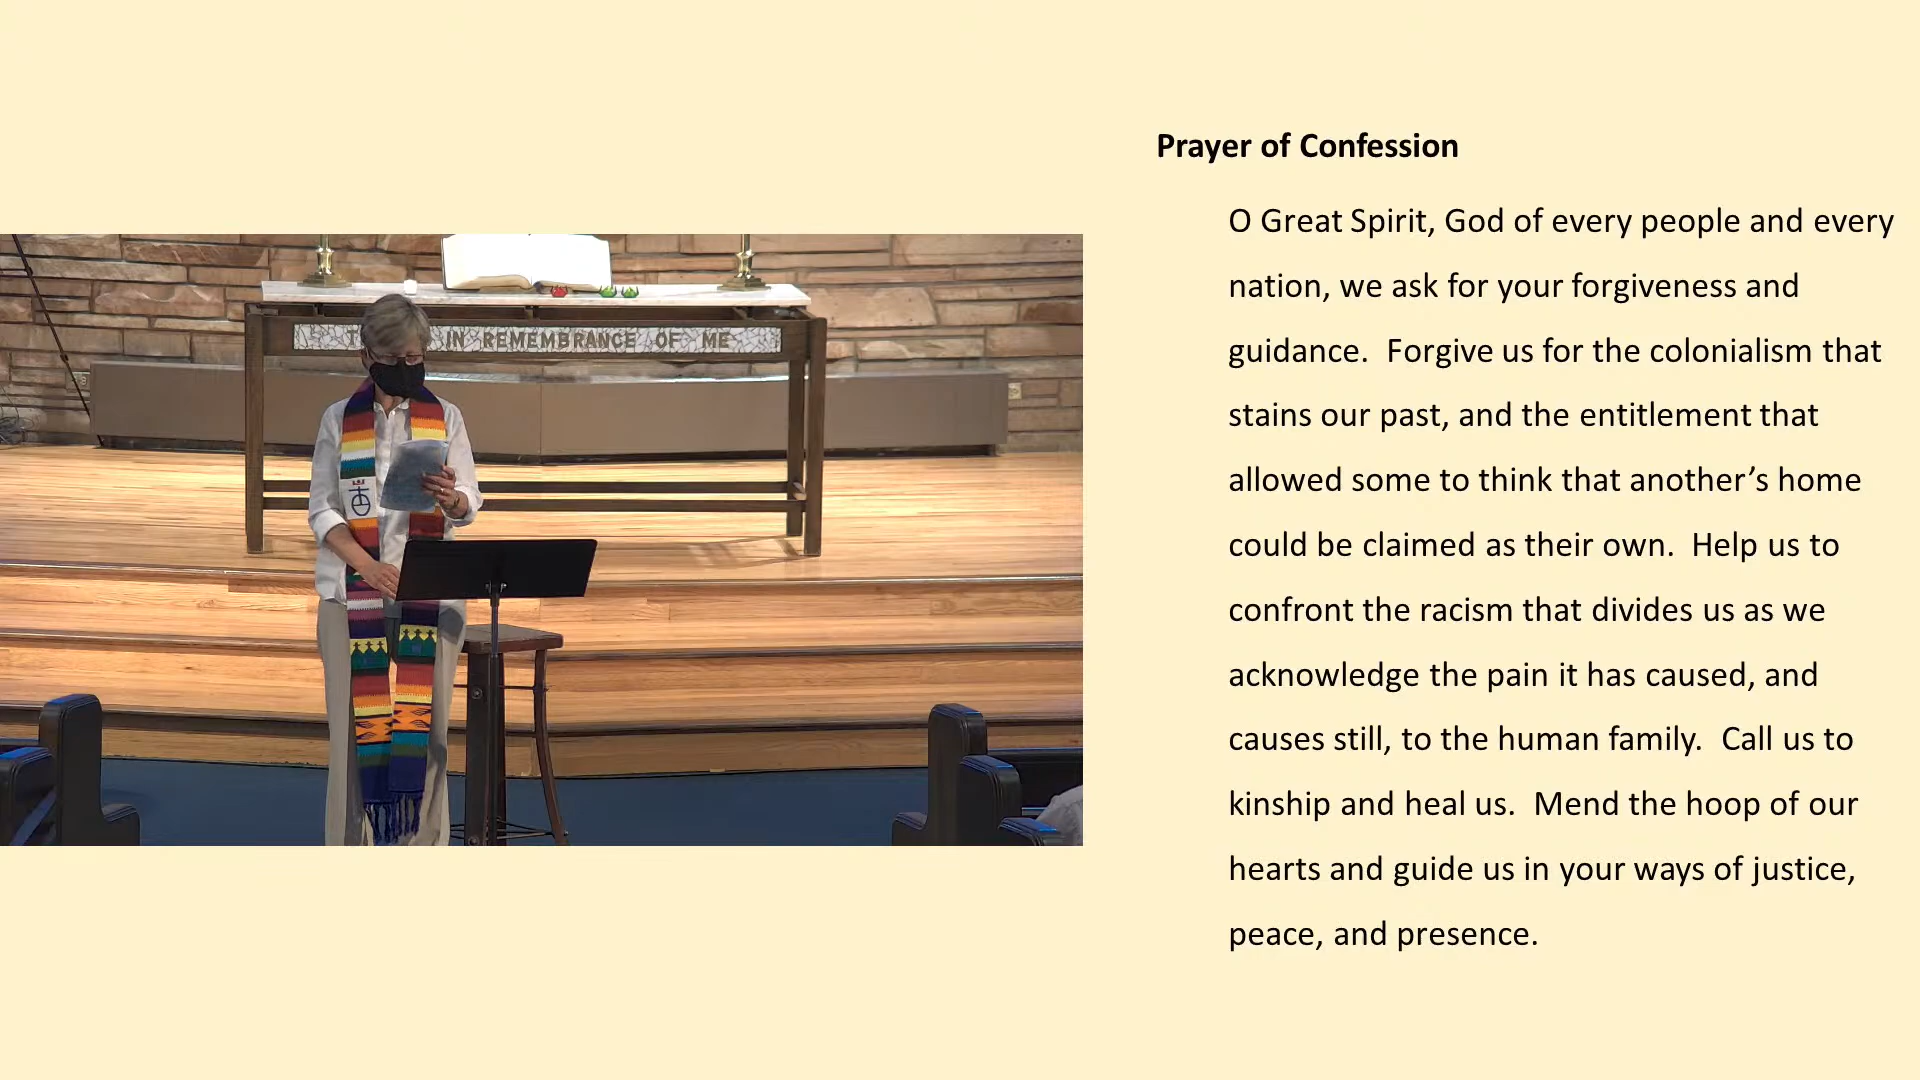 Prayer of Confession
O Great Spirit, God of every people and every
nation, we ask for your forgiveness and
guidance.  Forgive us for the colonialism that
stains our past, and the entitlement that
allowed some to think that another’s home
could be claimed as their own.  Help us to
confront the racism that divides us as we
acknowledge the pain it has caused, and
causes still, to the human family.  Call us to
kinship and heal us.  Mend the hoop of our
hearts and guide us in your ways of justice,
peace, and presence.
IN REMEMBRANCE OF ME